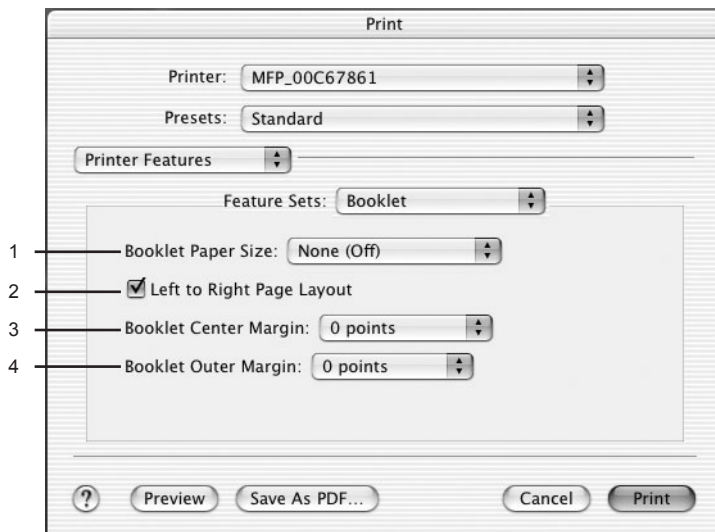 Print
Printer: MFP_00C67861
Presets: Standard
Printer Features
Feature Sets: Booklet
1 Booklet Paper Size: None (Off)
2 Left to Right Page Layout
3 Booklet Center Margin: 0 points
4 Booklet Outer Margin: 0 points
? Preview Save As PDF... Cancel Print